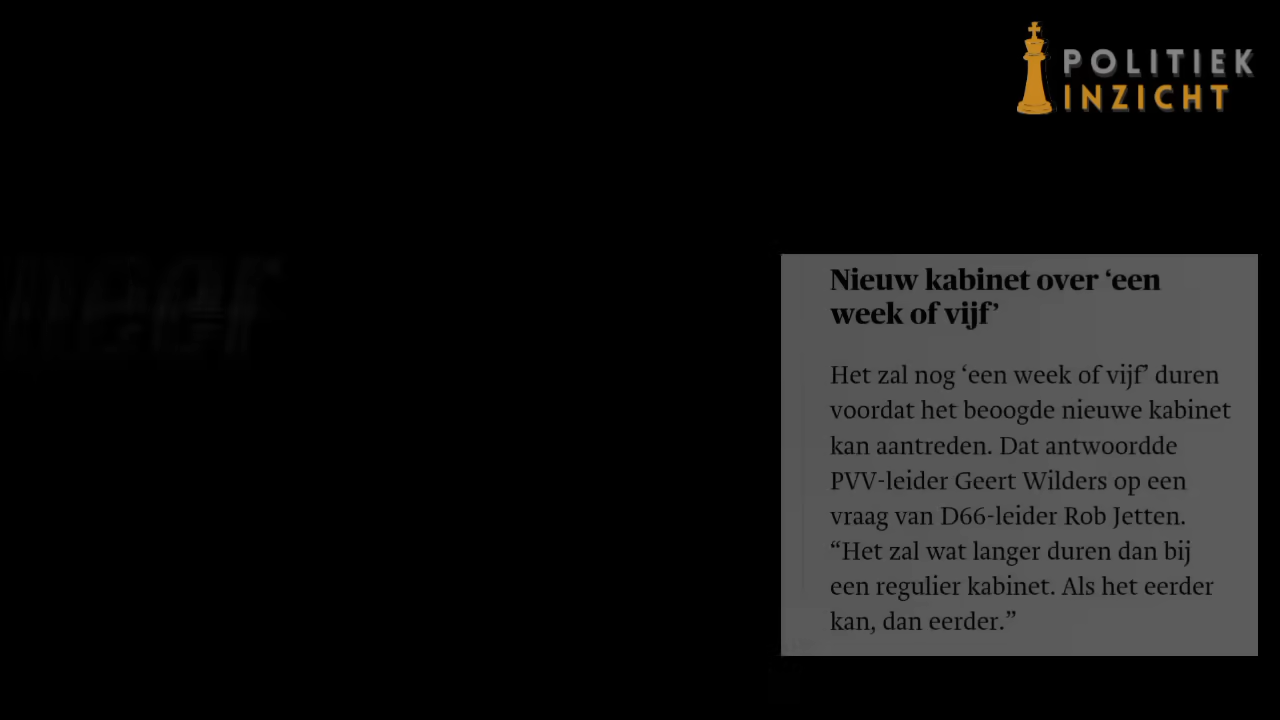 POLITIEK
INZICHT
Nieuw kabinet over ‘een
week of vijf’
Het zal nog ‘een week of vijf’ duren
voordat het beoogde nieuwe kabinet
kan aantreden. Dat antwoordde
PVV-leider Geert Wilders op een
vraag van D66-leider Rob Jetten.
“Het zal wat langer duren dan bij
een regulier kabinet. Als het eerder
kan, dan eerder.”